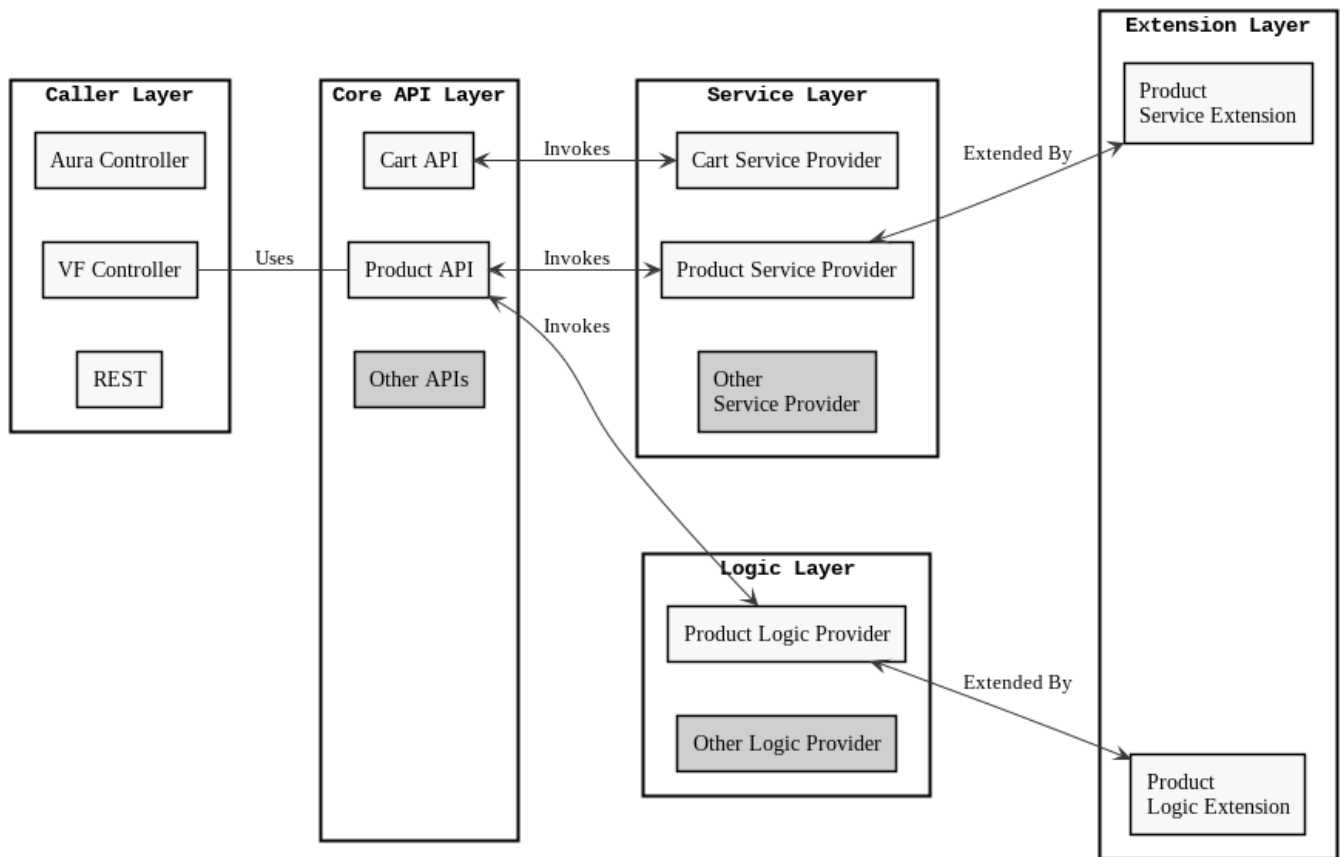 Caller Layer
Aura Controller
VF Controller
REST
Uses
Core API Layer
Cart API
Product API
Other APIs
Invokes
Invokes
Invokes
Service Layer
Cart Service Provider
Product Service Provider
Other
Service Provider
Logic Layer
Product Logic Provider
Other Logic Provider
Extended By
Extended By
Extension Layer
Product
Service Extension
Product
Logic Extension